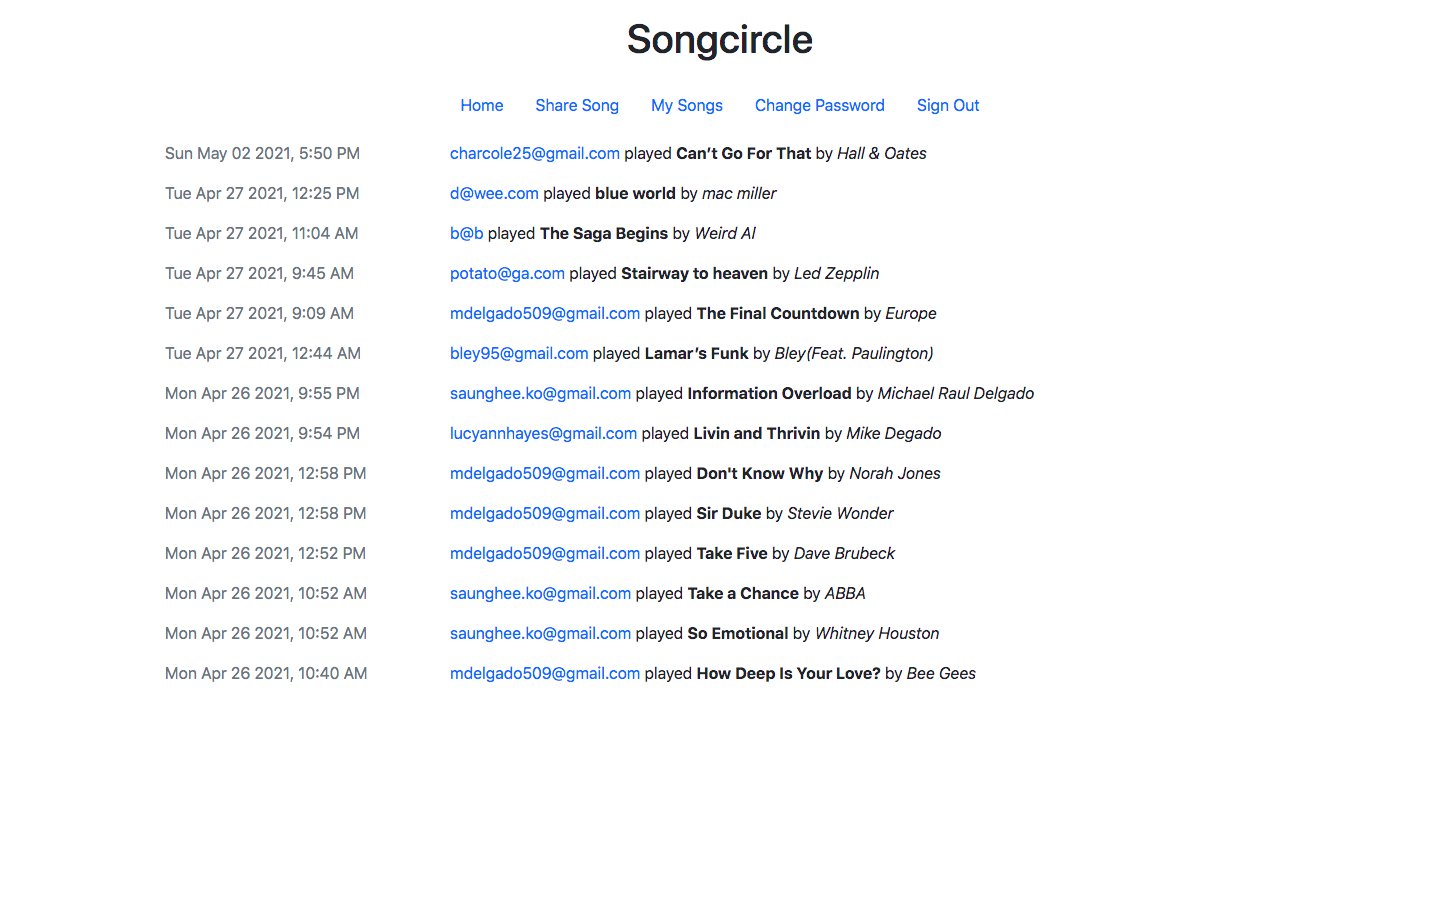 Songcircle
Home Share Song My Songs Change Password Sign Out
Sun May 02 2021, 5:50 PM charcole25@gmail.com played Can’t Go For That by Hall & Oates
Tue Apr 27 2021, 12:25 PM d@wee.com played blue world by mac miller
Tue Apr 27 2021, 11:04 AM b@b played The Saga Begins by Weird Al
Tue Apr 27 2021, 9:45 AM potato@ga.com played Stairway to heaven by Led Zepplin
Tue Apr 27 2021, 9:09 AM mdelgado509@gmail.com played The Final Countdown by Europe
Tue Apr 27 2021, 12:44 AM bley95@gmail.com played Lamar’s Funk by Bley(Feat. Paulington)
Mon Apr 26 2021, 9:55 PM saunghee.ko@gmail.com played Information Overload by Michael Raul Delgado
Mon Apr 26 2021, 9:54 PM lucyannhayes@gmail.com played Livin and Thrivin by Mike Degado
Mon Apr 26 2021, 12:58 PM mdelgado509@gmail.com played Don't Know Why by Norah Jones
Mon Apr 26 2021, 12:58 PM mdelgado509@gmail.com played Sir Duke by Stevie Wonder
Mon Apr 26 2021, 12:52 PM mdelgado509@gmail.com played Take Five by Dave Brubeck
Mon Apr 26 2021, 10:52 AM saunghee.ko@gmail.com played Take a Chance by ABBA
Mon Apr 26 2021, 10:52 AM saunghee.ko@gmail.com played So Emotional by Whitney Houston
Mon Apr 26 2021, 10:40 AM mdelgado509@gmail.com played How Deep Is Your Love? by Bee Gees